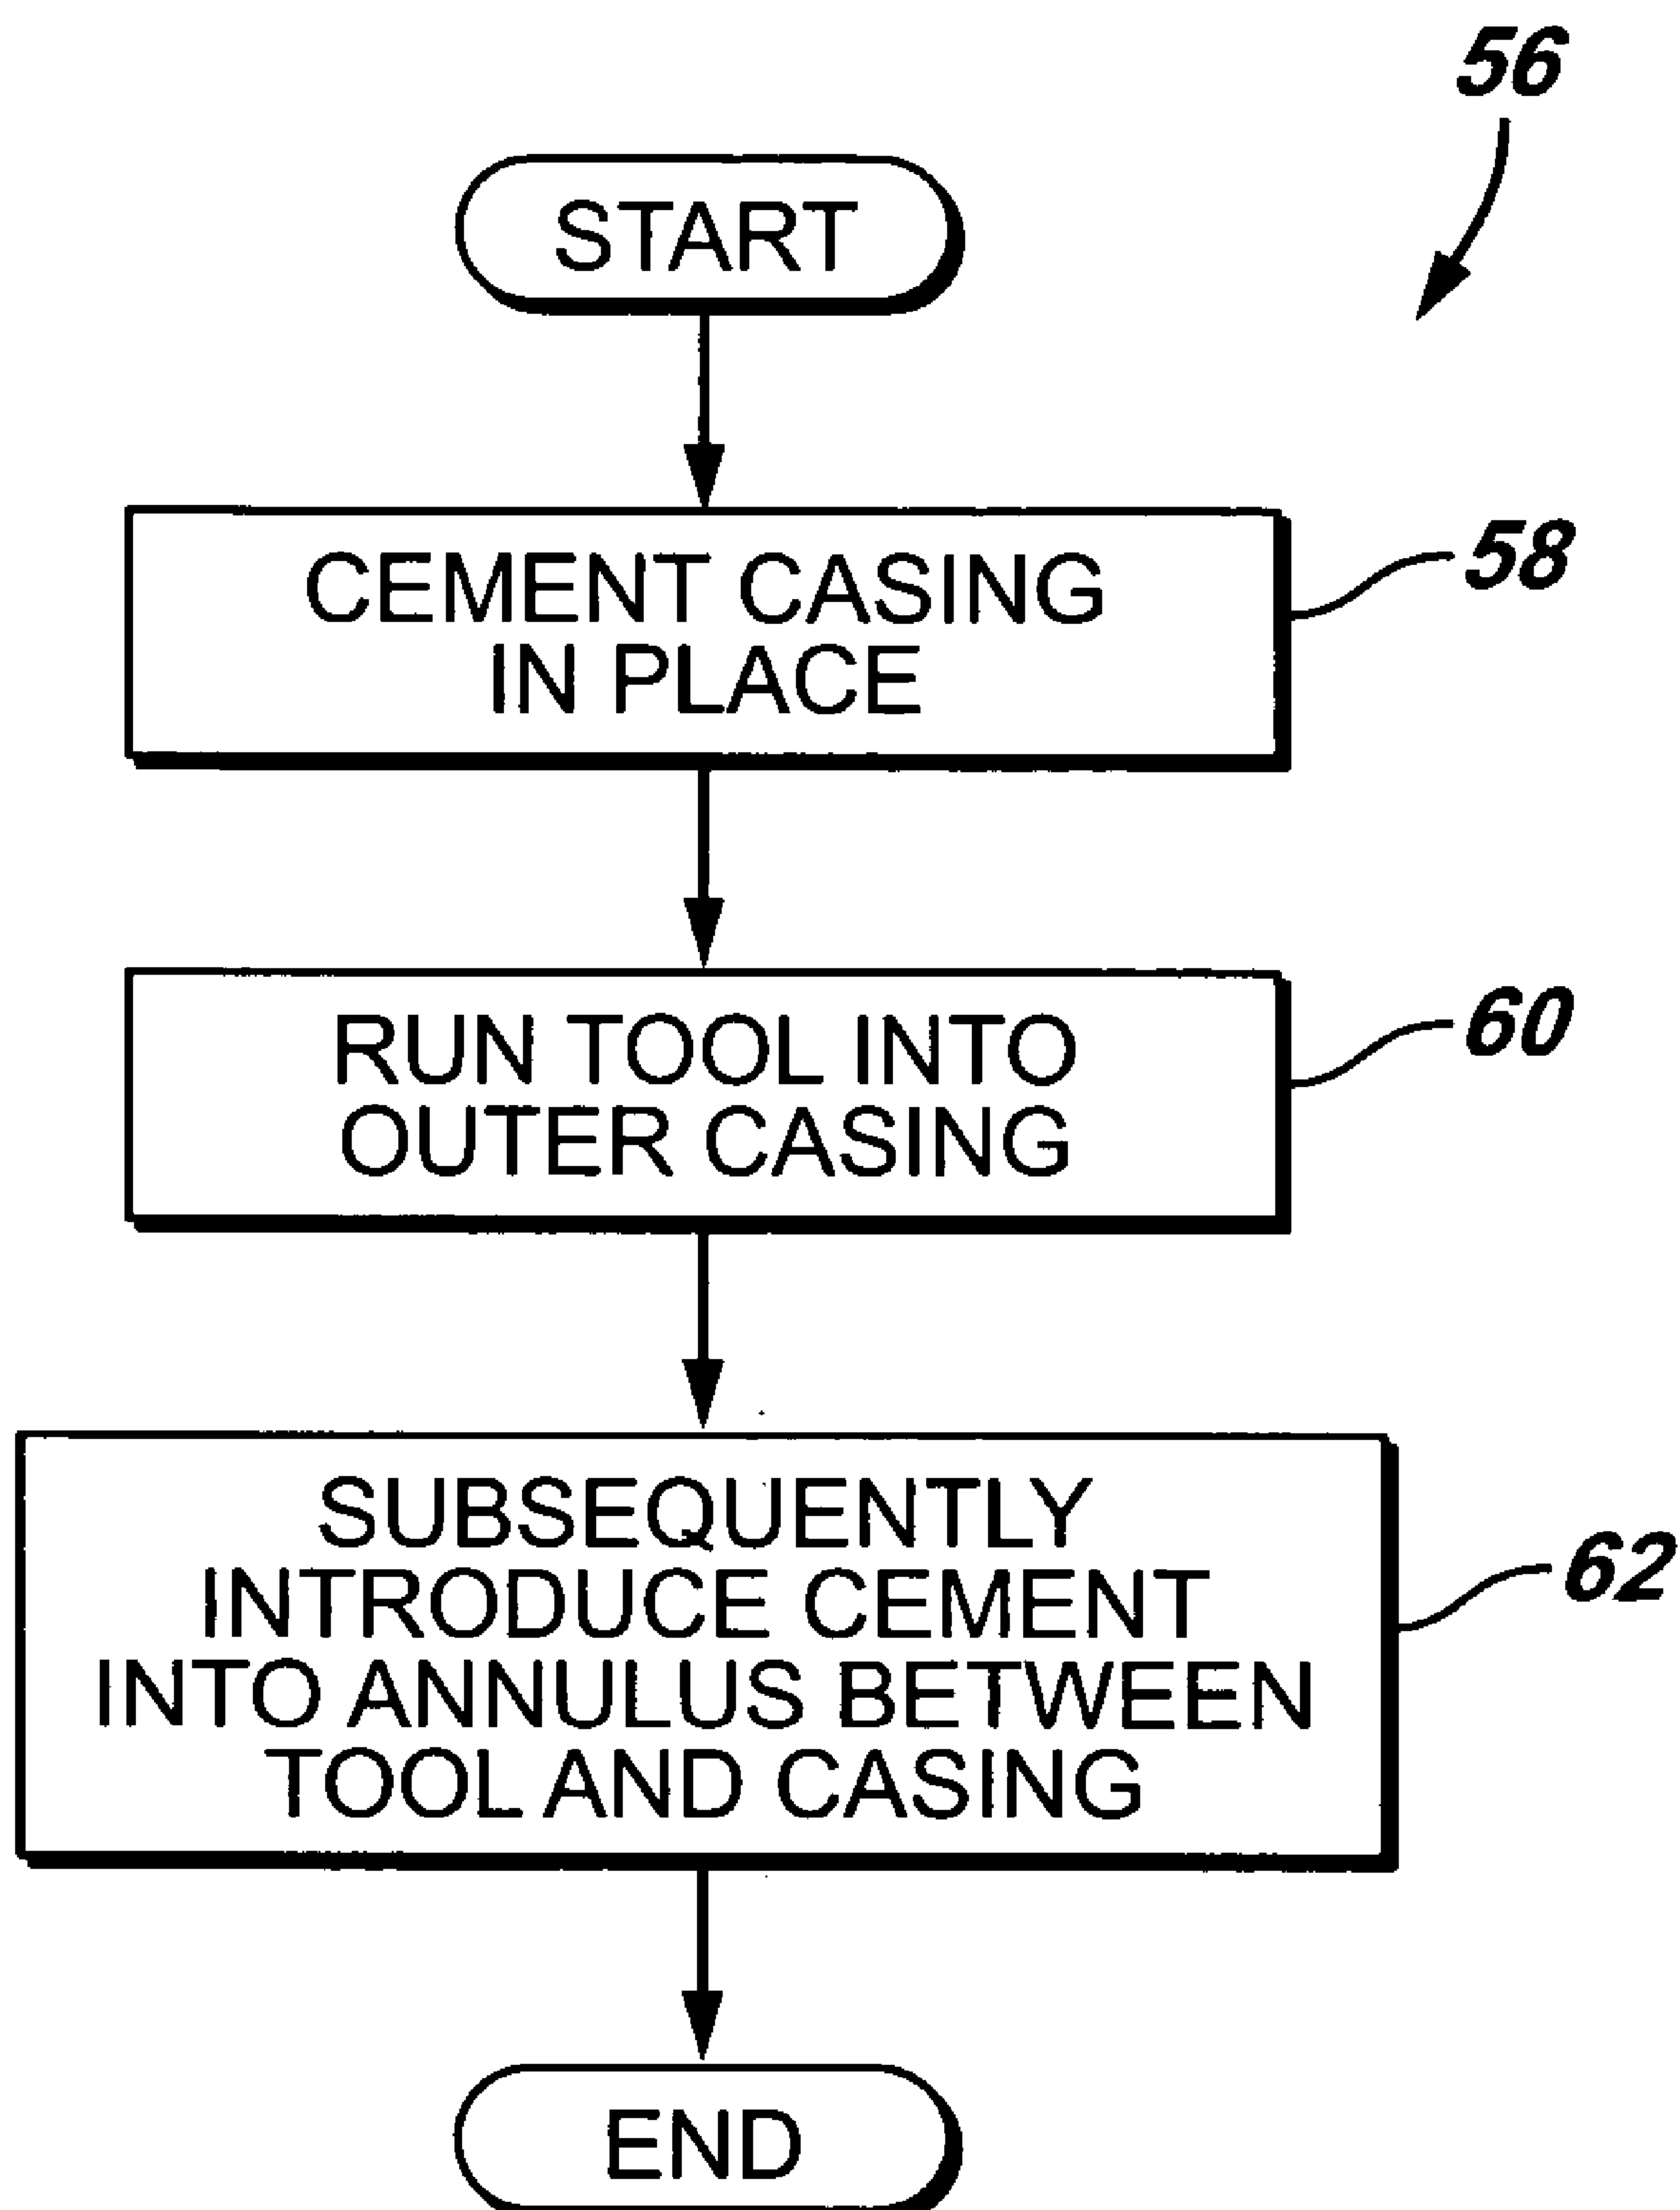 56
START
CEMENT CASING
IN PLACE
58
RUN TOOL INTO
OUTER CASING
60
SUBSEQUENTLY
INTRODUCE CEMENT
INTO ANNULUS BETWEEN
TOOL AND CASING
62
END